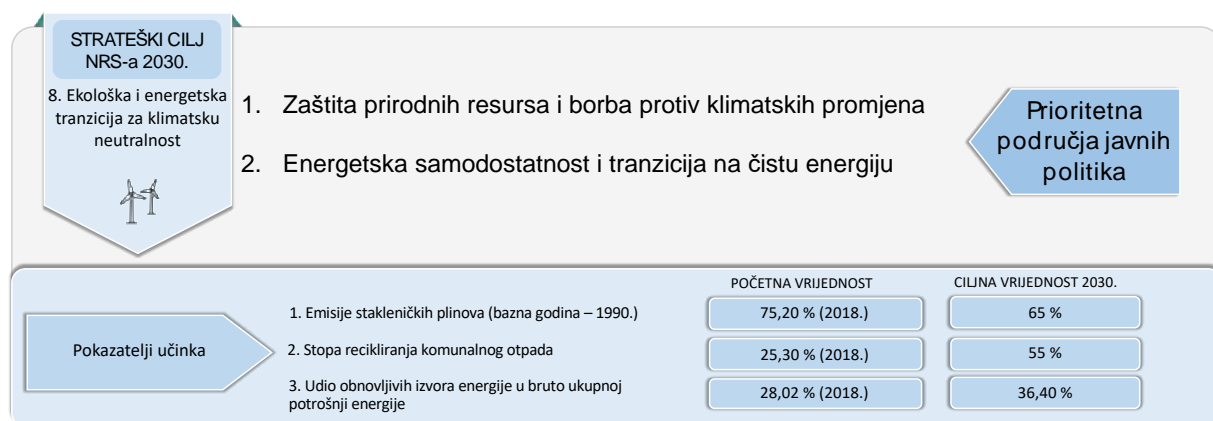 STRATEŠKI CILJ
NRS-a 2030.
8. Ekološka i energetska
tranzicija za klimatsku
neutralnost
1. Zaštita prirodnih resursa i borba protiv klimatskih promjena
2. Energetska samodostatnost i tranzicija na čistu energiju
Prioritetna
područja javnih
politika
POČETNA VRIJEDNOST
CILJNA VRIJEDNOST 2030.
Pokazatelji učinka
1. Emisije stakleničkih plinova (bazna godina – 1990.)
75,20 % (2018.)
65 %
2. Stopa recikliranja komunalnog otpada
25,30 % (2018.)
55 %
3. Udio obnovljivih izvora energije u bruto ukupnoj
potrošnji energije
28,02 % (2018.)
36,40 %